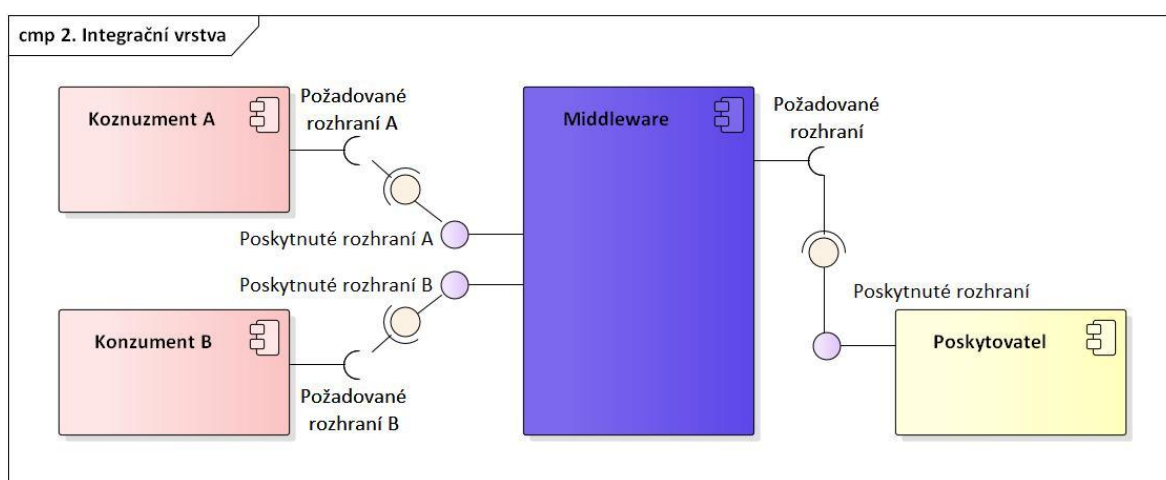 cmp 2. Integrační vrstva
Koznuzment A
Požadované
rozhraní A
Middleware
Požadované
rozhraní
Poskytnuté rozhraní A
Poskytnuté rozhraní B
Poskytnuté rozhraní
Konzument B
Požadované
rozhraní B
Poskytovatel